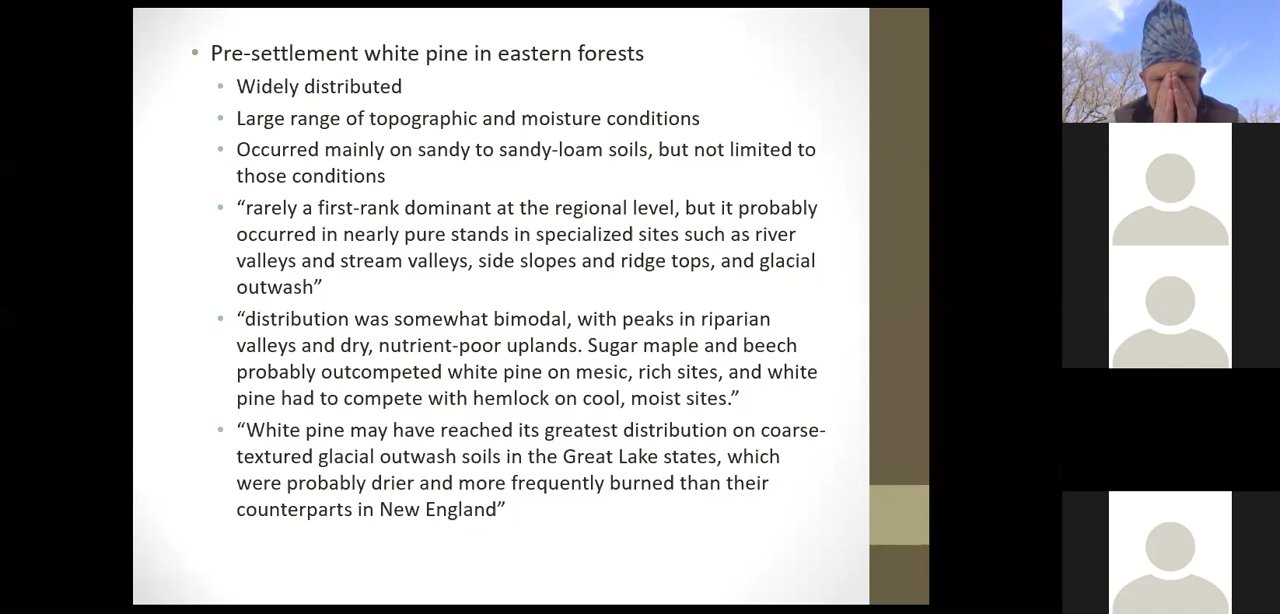 Pre-settlement white pine in eastern forests
Widely distributed
Large range of topographic and moisture conditions
Occurred mainly on sandy to sandy-loam soils, but not limited to
those conditions
“rarely a first-rank dominant at the regional level, but it probably
occurred in nearly pure stands in specialized sites such as river
valleys and stream valleys, side slopes and ridge tops, and glacial
outwash”
“distribution was somewhat bimodal, with peaks in riparian
valleys and dry, nutrient-poor uplands. Sugar maple and beech
probably outcompeted white pine on mesic, rich sites, and white
pine had to compete with hemlock on cool, moist sites.”
“White pine may have reached its greatest distribution on coarse-
textured glacial outwash soils in the Great Lake states, which
were probably drier and more frequently burned than their
counterparts in New England”